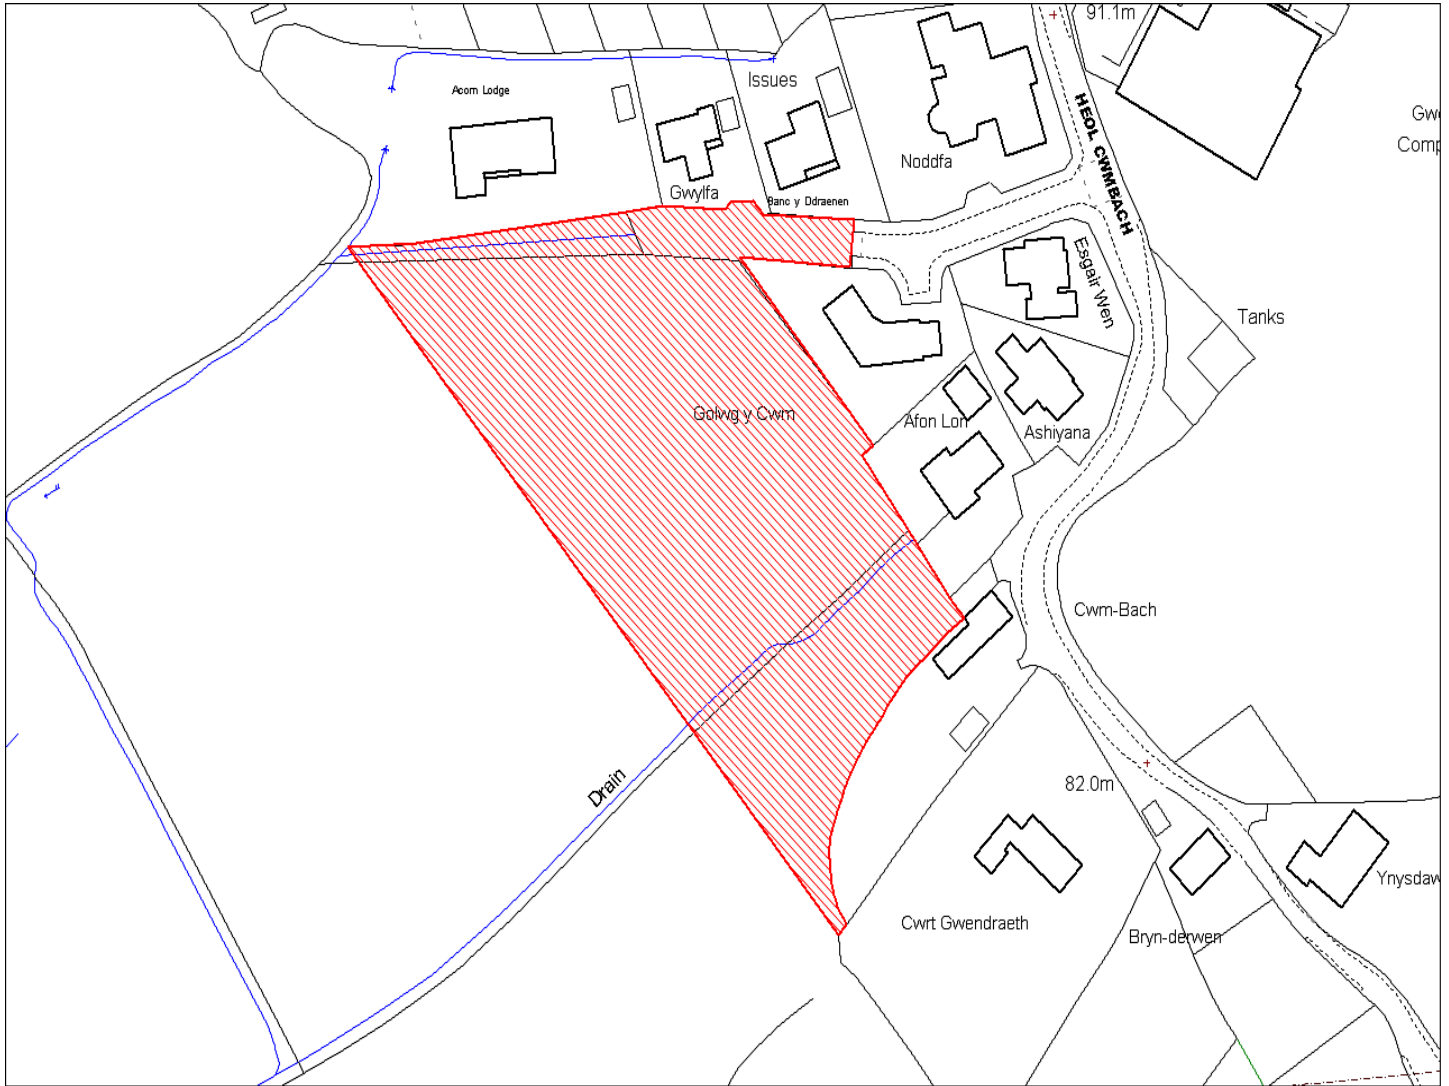 91.1m
Issues
Acorn Lodge
HEOL CWMBACH
Noddfa
Gwylfa
Banc y Ddraenen
Esgair Wen
Tanks
Golwg y Cwm
Afon Lon
Ashiyana
Cwm-Bach
Drain
82.0m
Cwrt Gwendraeth
Bryn-derwen